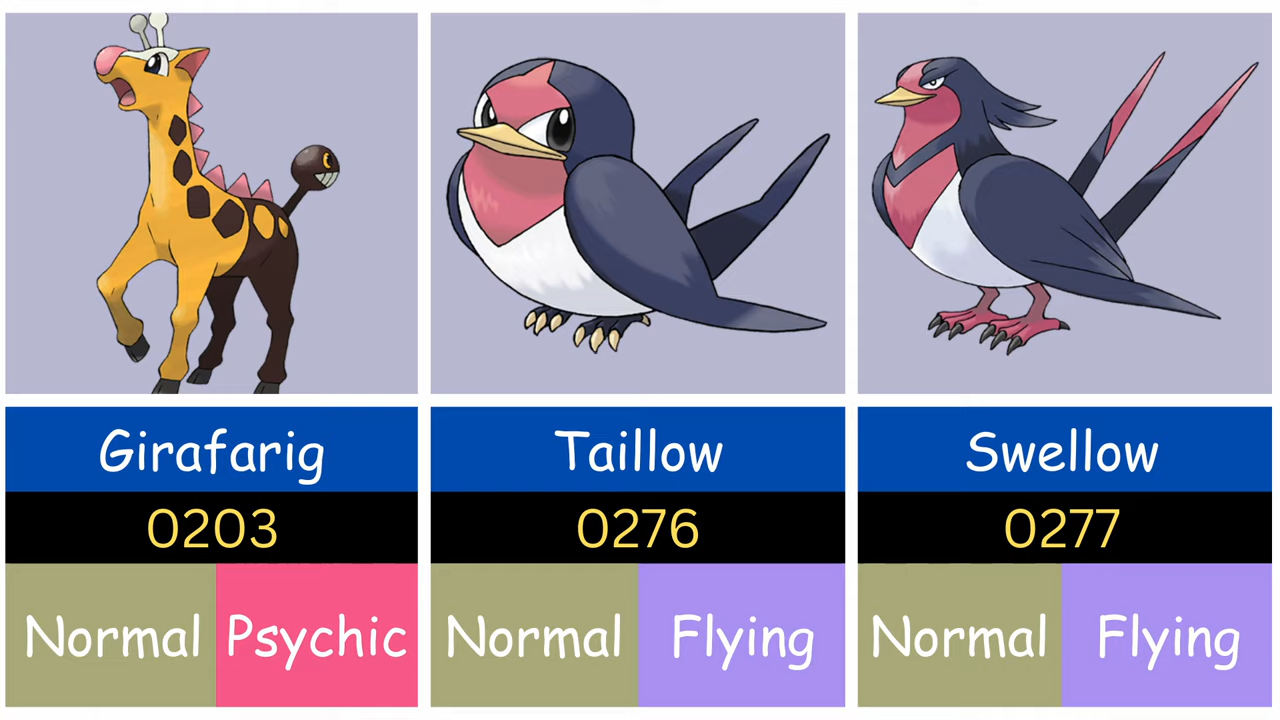 Girafarig
0203
Normal Psychic
Taillow
0276
Normal Flying
Swellow
0277
Normal Flying